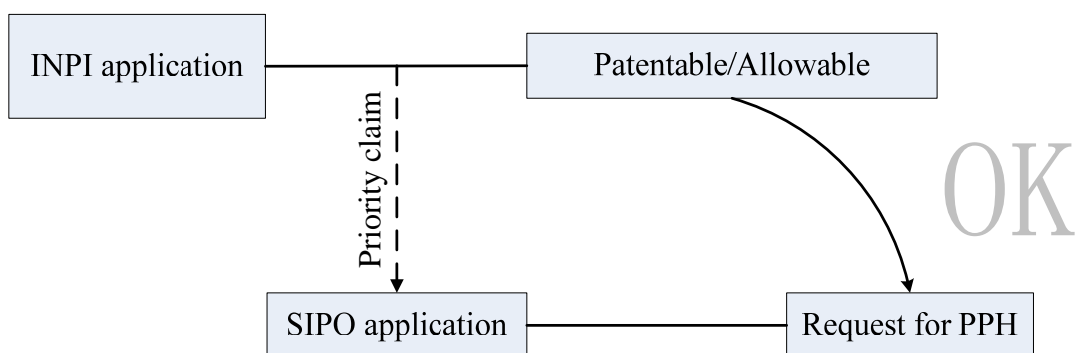 INPI application
Patentable/Allowable
Priority claim
OK
SIPO application
Request for PPH